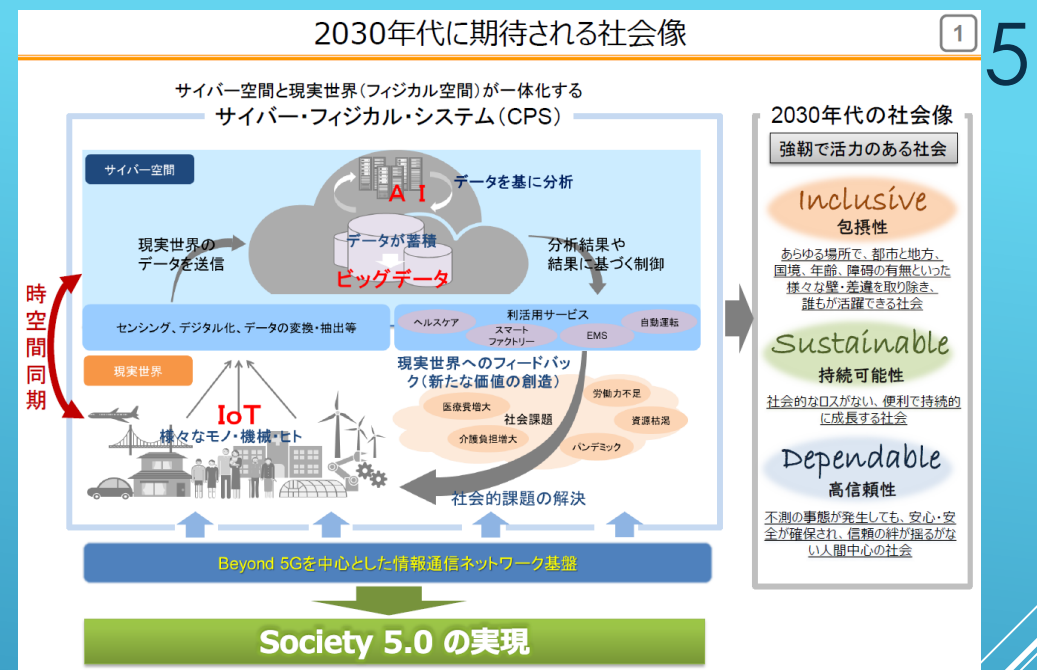 2030年代に期待される社会像
1
5
サイバー空間と現実世界(フィジカル空間)が一体化する
サイバー・フィジカル・システム(CPS)
サイバー空間
AI
データを基に分析
データが蓄積
ビッグデータ
現実世界の
データを送信
分析結果や
結果に基づく制御
時空間同期
センシング、デジタル化、データの変換・抽出等
利活用サービス
ヘルスケア
スマート
ファクトリー
EMS
自動運転
現実世界
現実世界へのフィードバッ
ク(新たな価値の創造)
IoT
様々なモノ・機械・ヒト
社会課題
医療費増大
介護負担増大
労働力不足
資源枯渇
パンデミック
社会的課題の解決
Beyond 5Gを中心とした情報通信ネットワーク基盤
Society 5.0 の実現
2030年代の社会像
強靭で活力のある社会
Inclusive
包摂性
あらゆる場所で、都市と地方、
国境、年齢、障碍の有無といった
様々な壁・差違を取り除き、
誰もが活躍できる社会
Sustainable
持続可能性
社会的なロスがない、便利で持続的
に成長する社会
Dependable
高信頼性
不測の事態が発生しても、安心・安
全が確保され、信頼の絆が揺るがな
い人間中心の社会